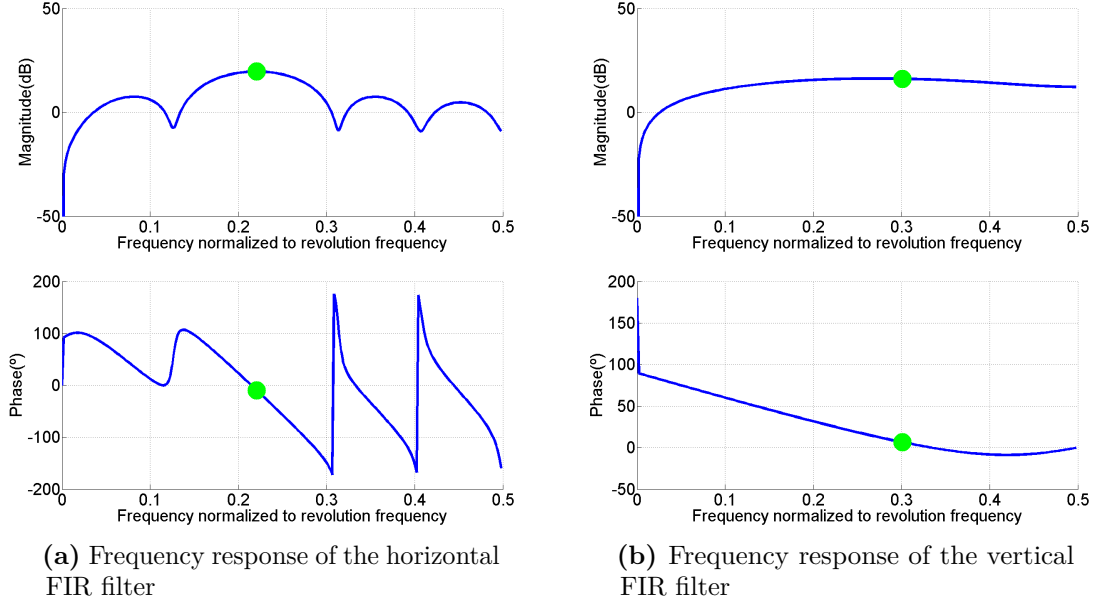 50
0
-50
Magnitude(dB)
0 0.1 0.2 0.3 0.4 0.5
Frequency normalized to revolution frequency
200
100
0
-100
-200
Phase(º)
0 0.1 0.2 0.3 0.4 0.5
Frequency normalized to revolution frequency
(a) Frequency response of the horizontal
FIR filter
50
0
-50
Magnitude(dB)
0 0.1 0.2 0.3 0.4 0.5
Frequency normalized to revolution frequency
200
150
100
50
0
-50
Phase(º)
0 0.1 0.2 0.3 0.4 0.5
Frequency normalized to revolution frequency
(b) Frequency response of the vertical
FIR filter